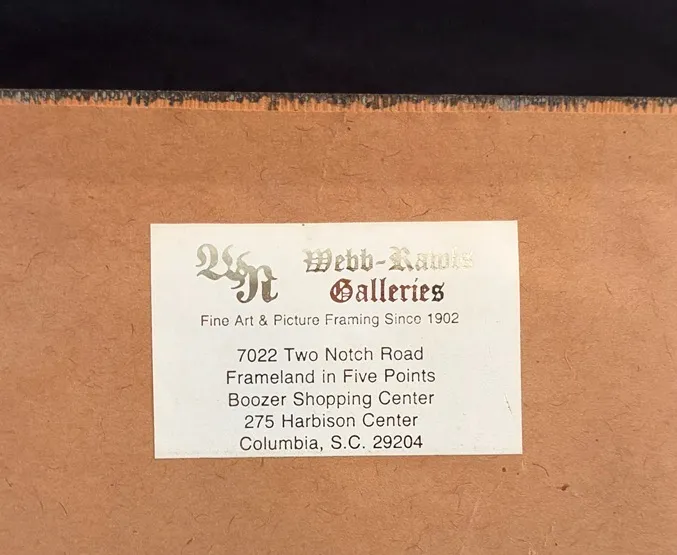 WR Webb-Rawls
Galleries
Fine Art & Picture Framing Since 1902
7022 Two Notch Road
Frameland in Five Points
Boozer Shopping Center
275 Harbison Center
Columbia, S.C. 29204